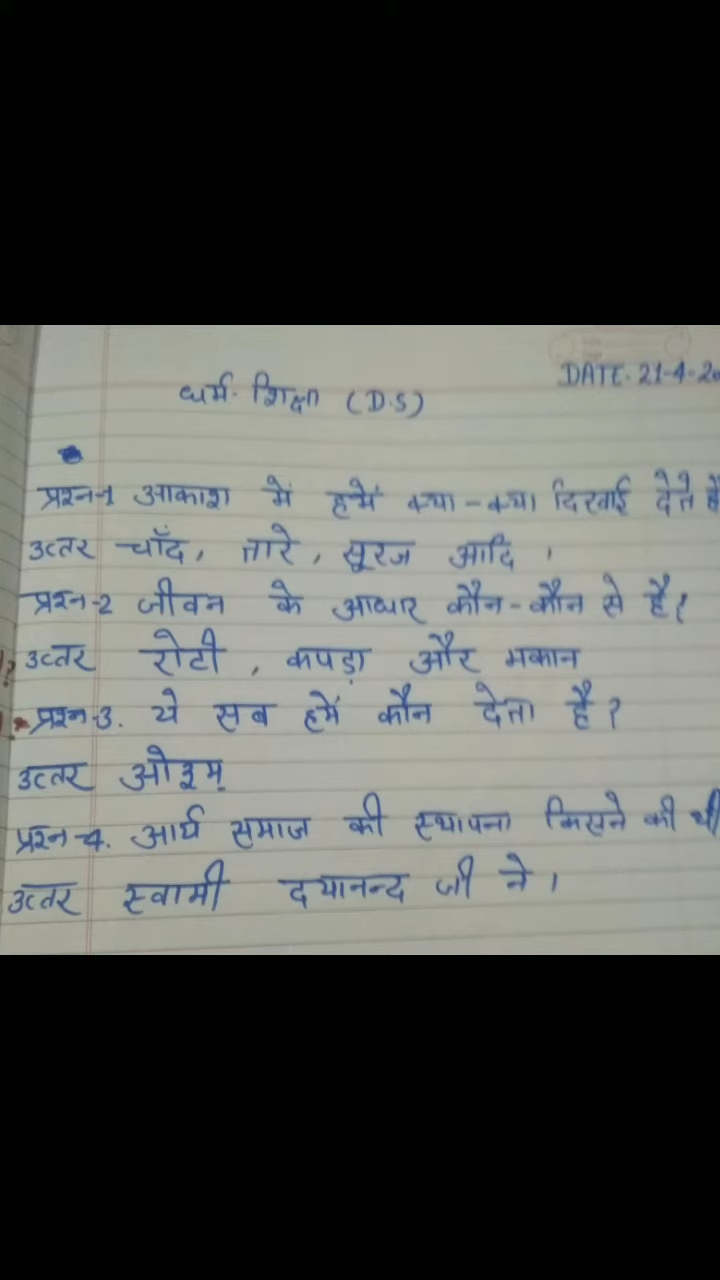 DATE. 21-4-20
धर्म. शिक्षा (D.S)
प्रश्न-1 आकाश में हमें क्या-क्या दिखाई देते हैं
उत्तर चाँद, तारे, सूरज आदि ।
प्रश्न-2 जीवन के आधार कौन-कौन से है?
उत्तर रोटी, कपड़ा और मकान
प्रश्न-3. ये सब हमें कौन देता है?
उत्तर ओ३म्
प्रश्न-4. आर्य समाज की स्थापना किसने की थी
उत्तर स्वामी दयानन्द जी ने ।